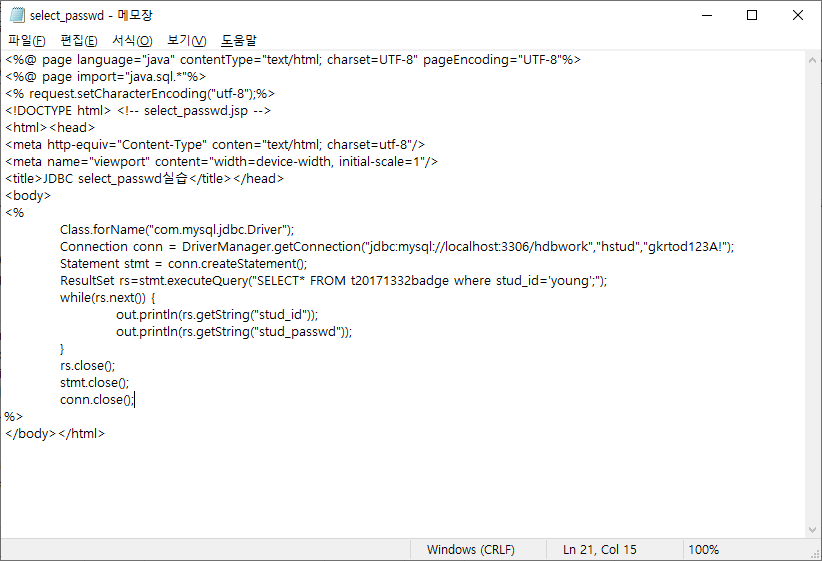 select_passwd - 메모장
파일(F) 편집(E) 서식(O) 보기(V) 도움말
<%@ page language="java" contentType="text/html; charset=UTF-8" pageEncoding="UTF-8"%>
<%@ page import="java.sql.*"%>
<% request.setCharacterEncoding("utf-8");%>
<!DOCTYPE html> <!-- select_passwd.jsp -->
<html><head>
<meta http-equiv="Content-Type" conten="text/html; charset=utf-8"/>
<meta name="viewport" content="width=device-width, initial-scale=1"/>
<title>JDBC select_passwd실습</title></head>
<body>
<%
Class.forName("com.mysql.jdbc.Driver");
Connection conn = DriverManager.getConnection("jdbc:mysql://localhost:3306/hdbwork","hstud","gkrtod123A!");
Statement stmt = conn.createStatement();
ResultSet rs=stmt.executeQuery("SELECT* FROM t20171332badge where stud_id='young';");
while(rs.next()) {
out.println(rs.getString("stud_id"));
out.println(rs.getString("stud_passwd"));
}
rs.close();
stmt.close();
conn.close();
%>
</body></html>
Windows (CRLF) Ln 21, Col 15 100%